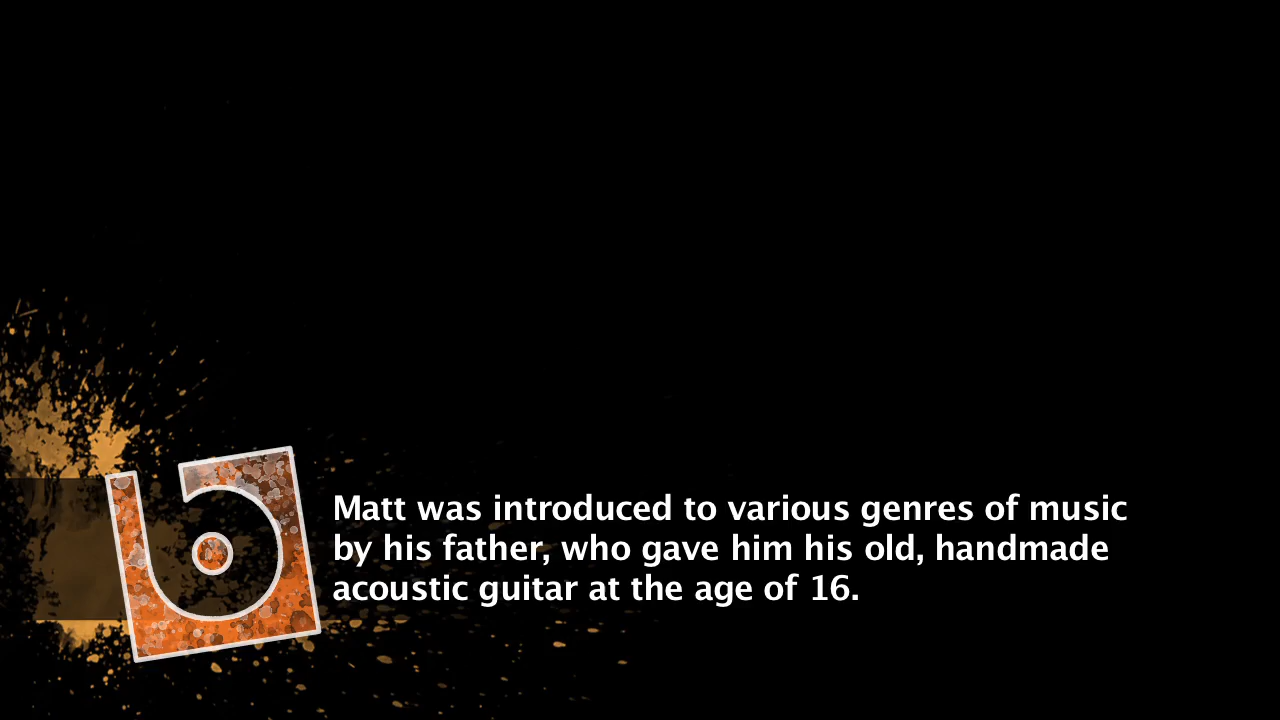 Matt was introduced to various genres of music
by his father, who gave him his old, handmade
acoustic guitar at the age of 16.